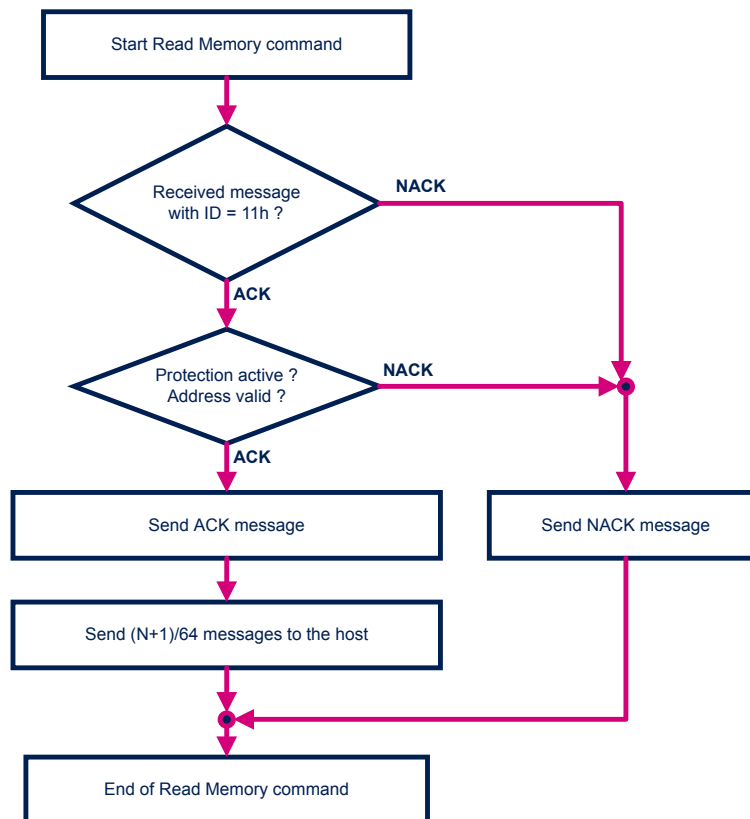 Start Read Memory command
Received message
with ID = 11h ?
NACK
ACK
Protection active ?
Address valid ?
NACK
ACK
Send ACK message
Send NACK message
Send (N+1)/64 messages to the host
End of Read Memory command